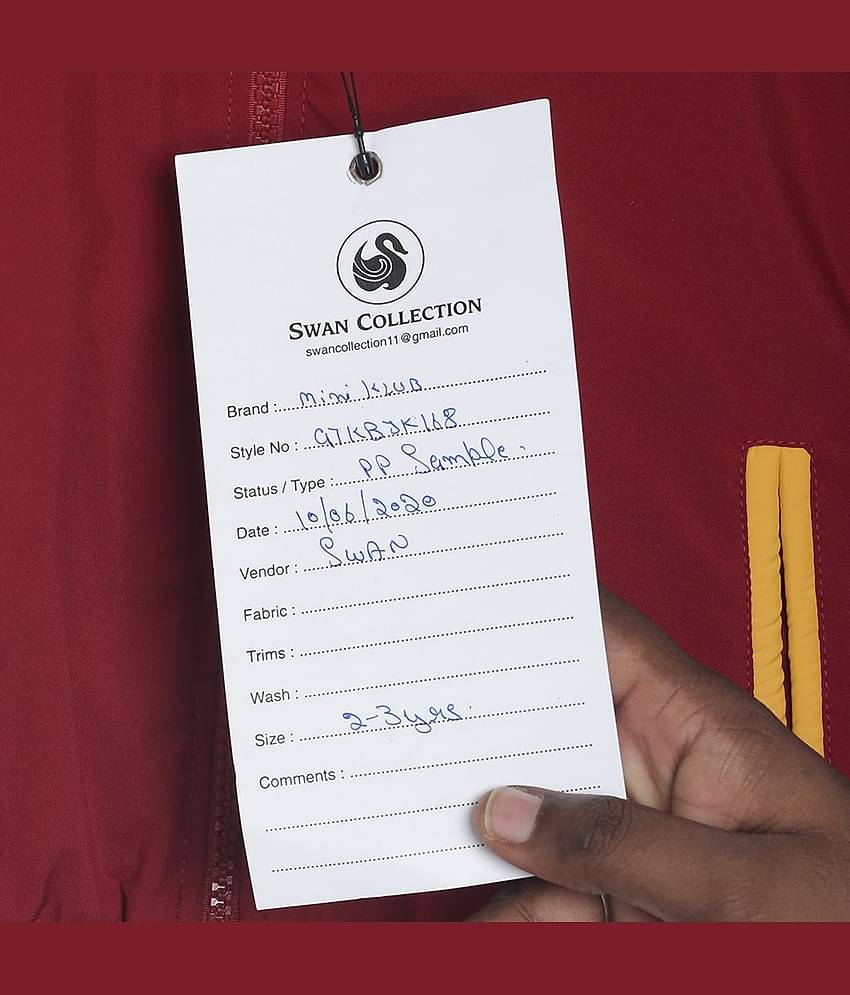 SWAN COLLECTION
swancollection11@gmail.com
Brand : mini KLUB
Style No :
Status / Type : PP Sample.
Date : 10/06/2020
Vendor : SWAN
Fabric :
Trims :
Wash :
Size : 2-3yrs.
Comments :